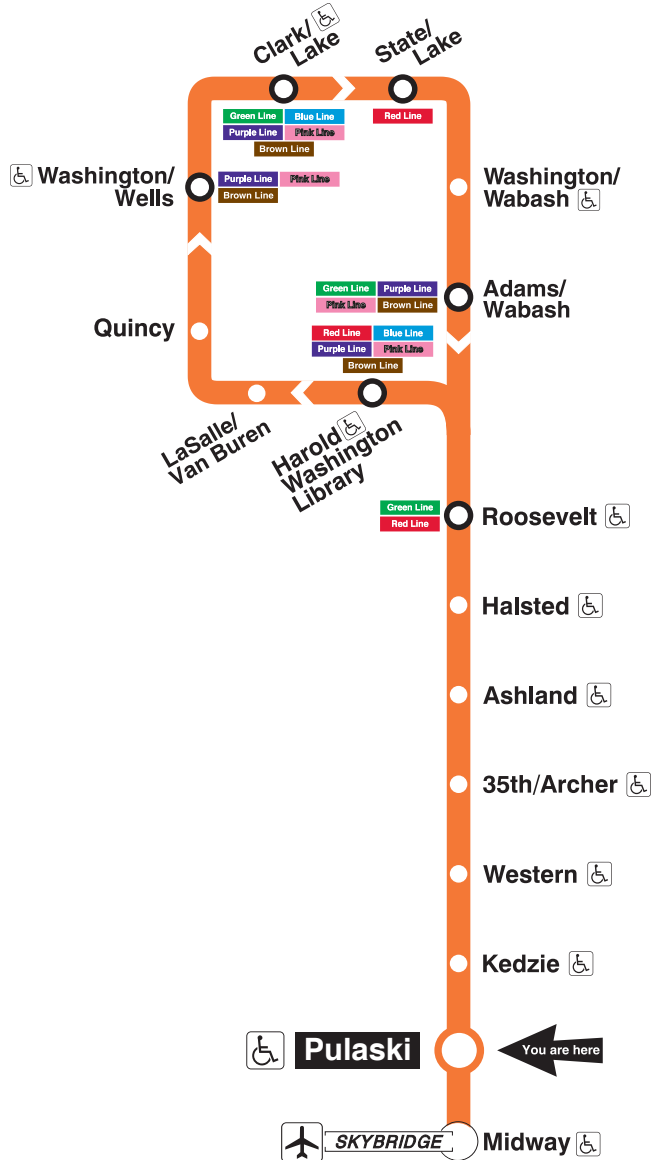 Clark/
Lake
State/
Lake
Green Line Blue Line
Purple Line Pink Line
Brown Line
Red Line
Washington/
Wells
Purple Line Pink Line
Brown Line
Washington/
Wabash
Green Line Purple Line
Pink Line Brown Line
Adams/
Wabash
Quincy
Red Line Blue Line
Purple Line Pink Line
Brown Line
LaSalle/
Van Buren
Harold
Washington
Library
Green Line
Red Line
Roosevelt
Halsted
Ashland
35th/Archer
Western
Kedzie
Pulaski
You are here
SKYBRIDGE
Midway